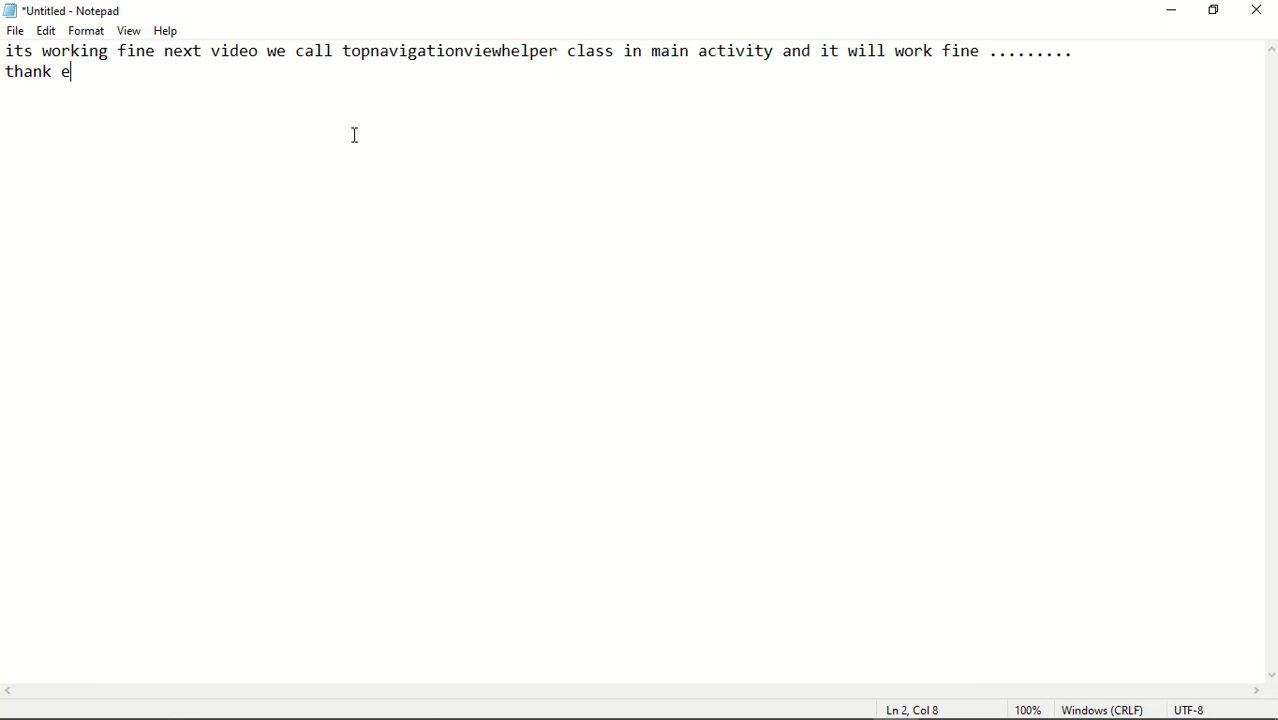 *Untitled - Notepad
File Edit Format View Help
its working fine next video we call topnavigationviewhelper class in main activity and it will work fine .........
thank e
Ln 2, Col 8 100% Windows (CRLF) UTF-8